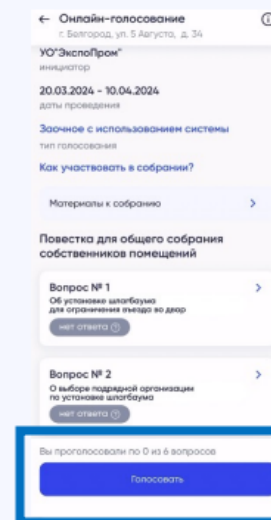 ← Онлайн-голосование
г. Белгород, ул. 5 Августа, д. 34
УО"ЭкспоПром"
инициатор
20.03.2024 - 10.04.2024
даты проведения
Заочное с использованием системы
тип голосования
Как участвовать в собрании?
Материалы к собранию
Повестка для общего собрания
собственников помещений
Вопрос № 1
Об установке шлагбаума
для ограничения въезда во двор
нет ответа
Вопрос № 2
О выборе подрядной организации
по установке шлагбаума
нет ответа
Вы проголосовали по 0 из 6 вопросов
Голосовать